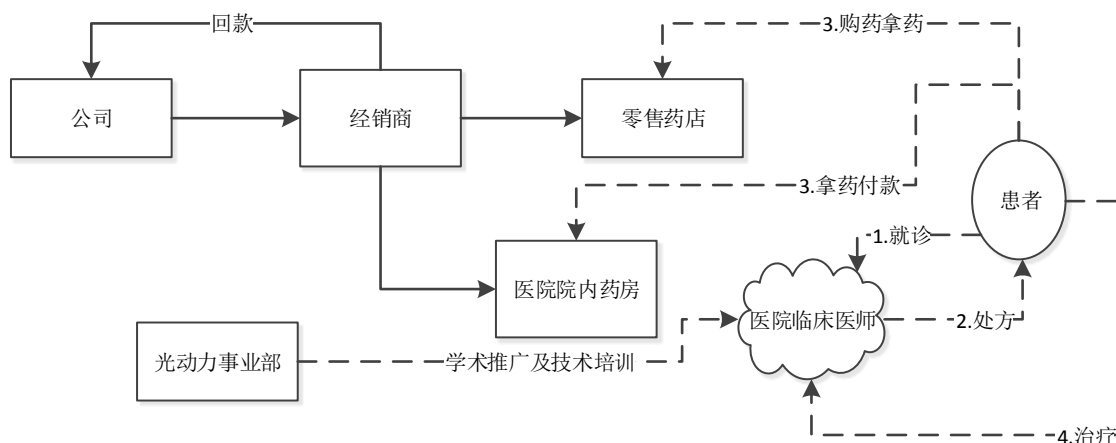 回款
3.购药拿药
公司
经销商
零售药店
3.拿药付款
患者
1.就诊
医院院内药房
医院临床医师
2.处方
光动力事业部
学术推广及技术培训
4.治疗